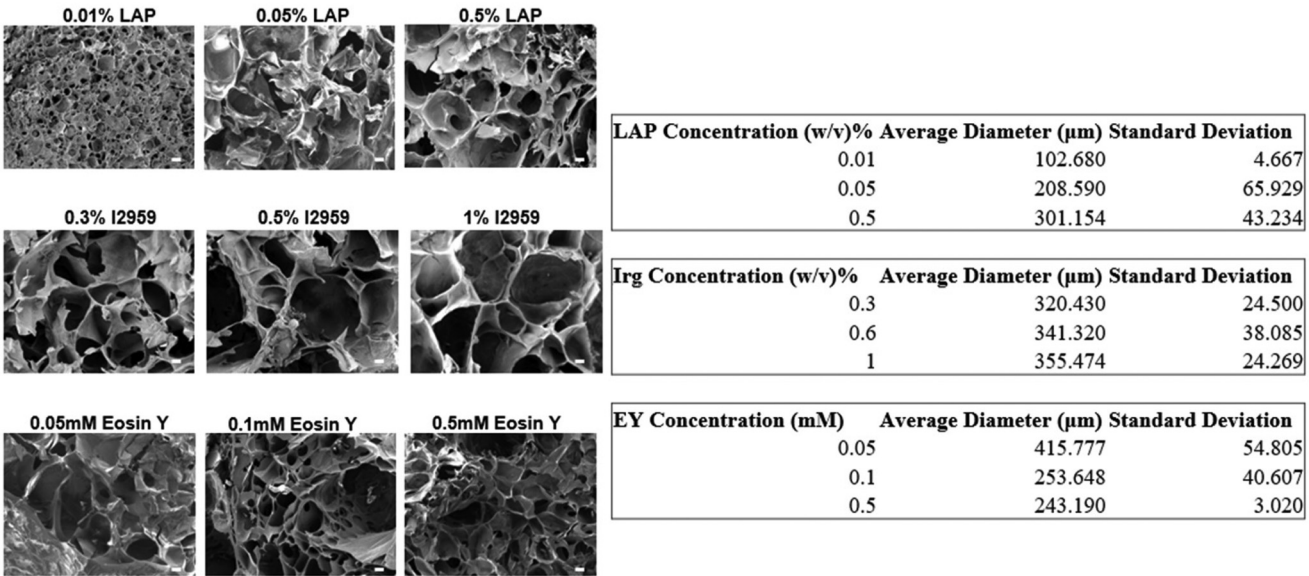 0.01% LAP 0.05% LAP 0.5% LAP
0.3% I2959 0.5% I2959 1% I2959
0.05mM Eosin Y 0.1mM Eosin Y 0.5mM Eosin Y
LAP Concentration (w/v)% Average Diameter (µm) Standard Deviation
0.01 102.680 4.667
0.05 208.590 65.929
0.5 301.154 43.234
Irg Concentration (w/v)% Average Diameter (µm) Standard Deviation
0.3 320.430 24.500
0.6 341.320 38.085
1 355.474 24.269
EY Concentration (mM) Average Diameter (µm) Standard Deviation
0.05 415.777 54.805
0.1 253.648 40.607
0.5 243.190 3.020